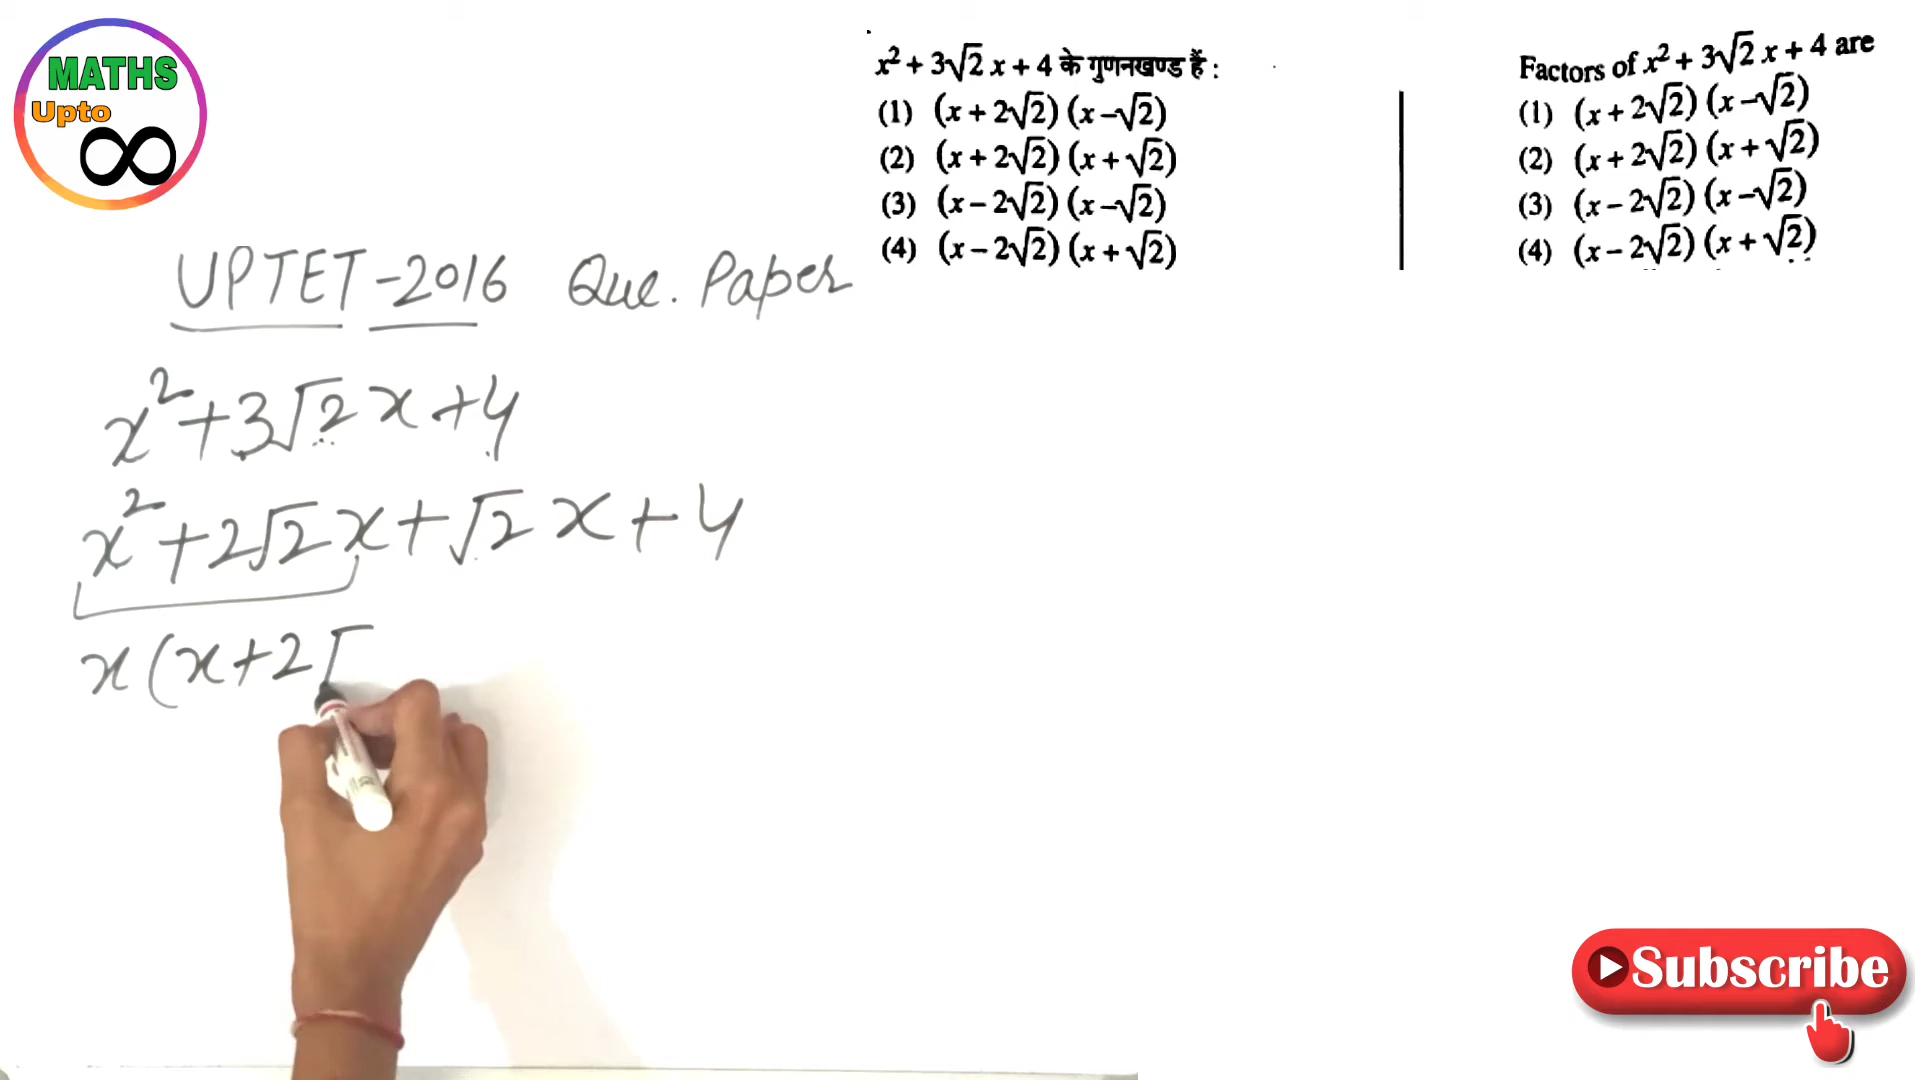 MATHS
Upto
∞
x² + 3√2 x + 4 के गुणनखण्ड हैं :
(1) (x + 2√2) (x – √2)
(2) (x + 2√2) (x + √2)
(3) (x – 2√2) (x – √2)
(4) (x – 2√2) (x + √2)
Factors of x² + 3√2 x + 4 are
(1) (x + 2√2) (x – √2)
(2) (x + 2√2) (x + √2)
(3) (x – 2√2) (x – √2)
(4) (x – 2√2) (x + √2)
UPTET-2016 Que. Paper
x²+3√2x+4
x²+2√2x+√2x+4
x(x+2√
Subscribe